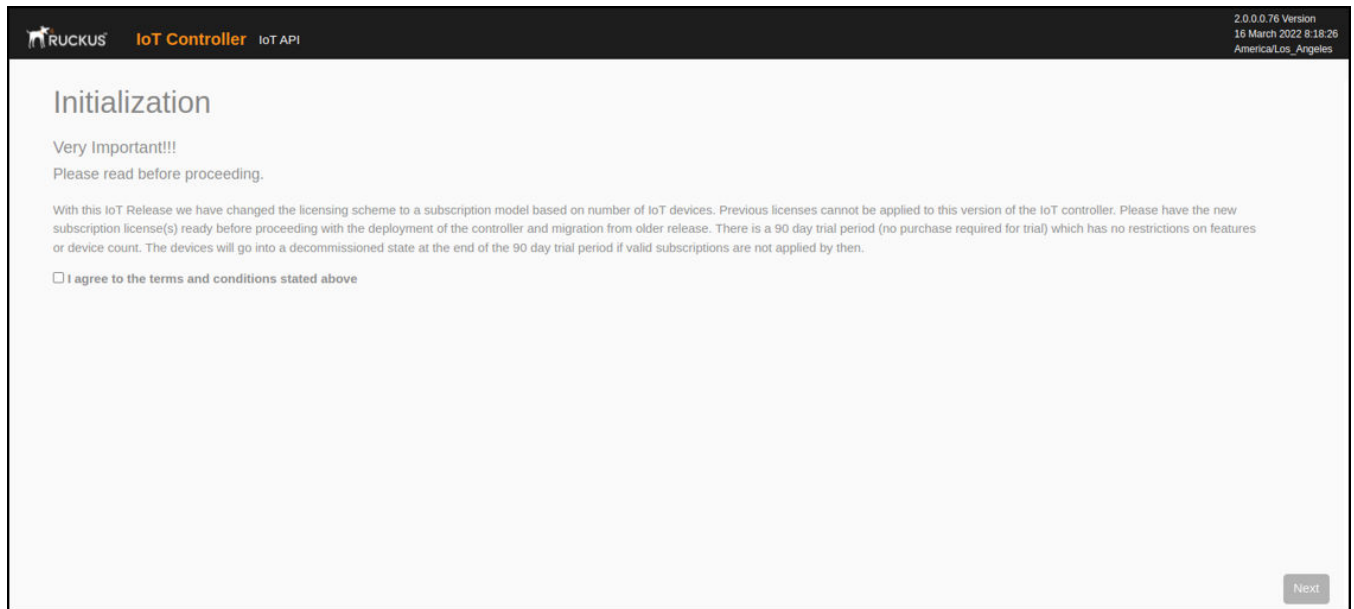 RUCKUS IoT Controller IoT API
2.0.0.0.76 Version
16 March 2022 8:18:26
America/Los_Angeles
Initialization
Very Important!!!
Please read before proceeding.
With this IoT Release we have changed the licensing scheme to a subscription model based on number of IoT devices. Previous licenses cannot be applied to this version of the IoT controller. Please have the new
subscription license(s) ready before proceeding with the deployment of the controller and migration from older release. There is a 90 day trial period (no purchase required for trial) which has no restrictions on features
or device count. The devices will go into a decommissioned state at the end of the 90 day trial period if valid subscriptions are not applied by then.
I agree to the terms and conditions stated above
Next